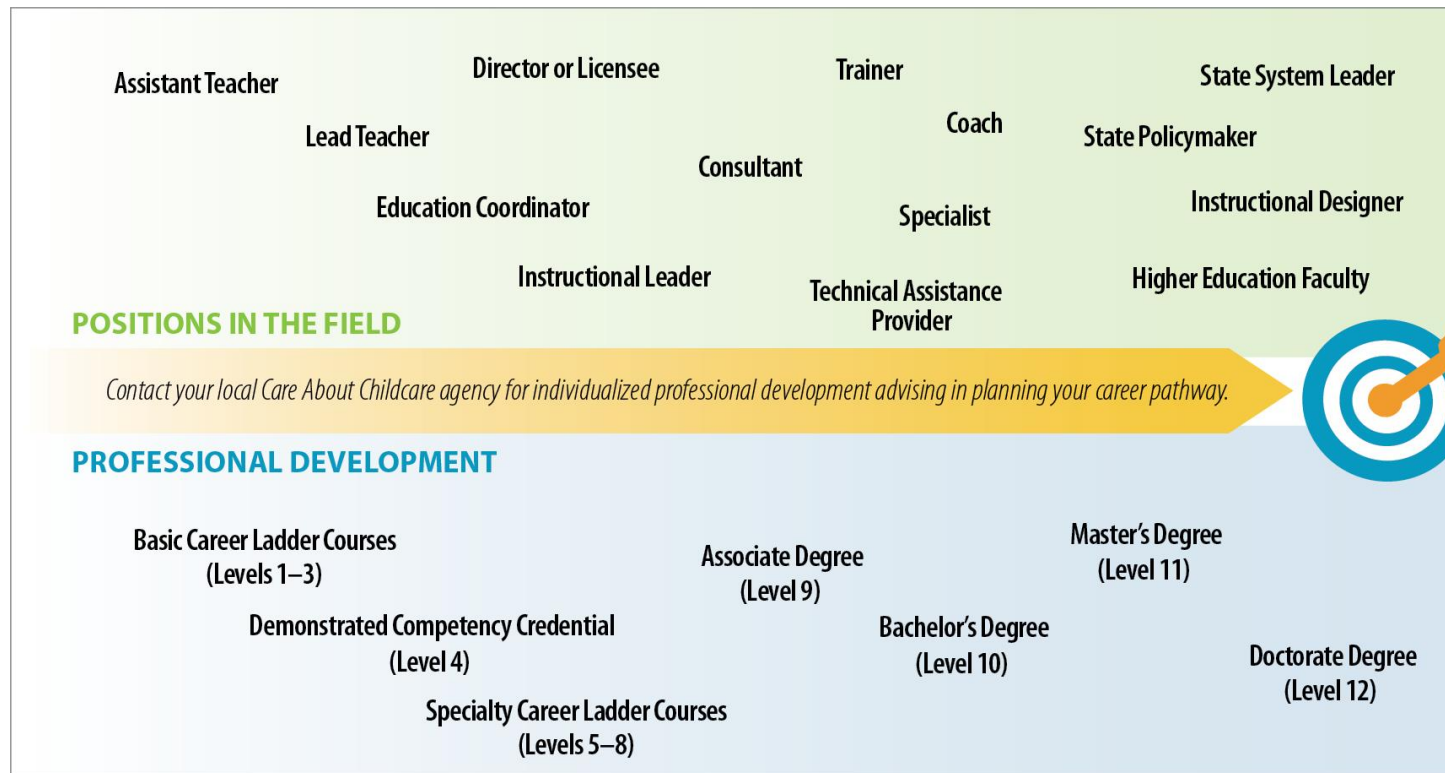 Assistant Teacher
Director or Licensee
Trainer
State System Leader
Lead Teacher
Coach
State Policymaker
Consultant
Education Coordinator
Specialist
Instructional Designer
Instructional Leader
Technical Assistance
Provider
Higher Education Faculty
POSITIONS IN THE FIELD
Contact your local Care About Childcare agency for individualized professional development advising in planning your career pathway.
PROFESSIONAL DEVELOPMENT
Basic Career Ladder Courses
(Levels 1–3)
Demonstrated Competency Credential
(Level 4)
Specialty Career Ladder Courses
(Levels 5–8)
Associate Degree
(Level 9)
Bachelor's Degree
(Level 10)
Master's Degree
(Level 11)
Doctorate Degree
(Level 12)